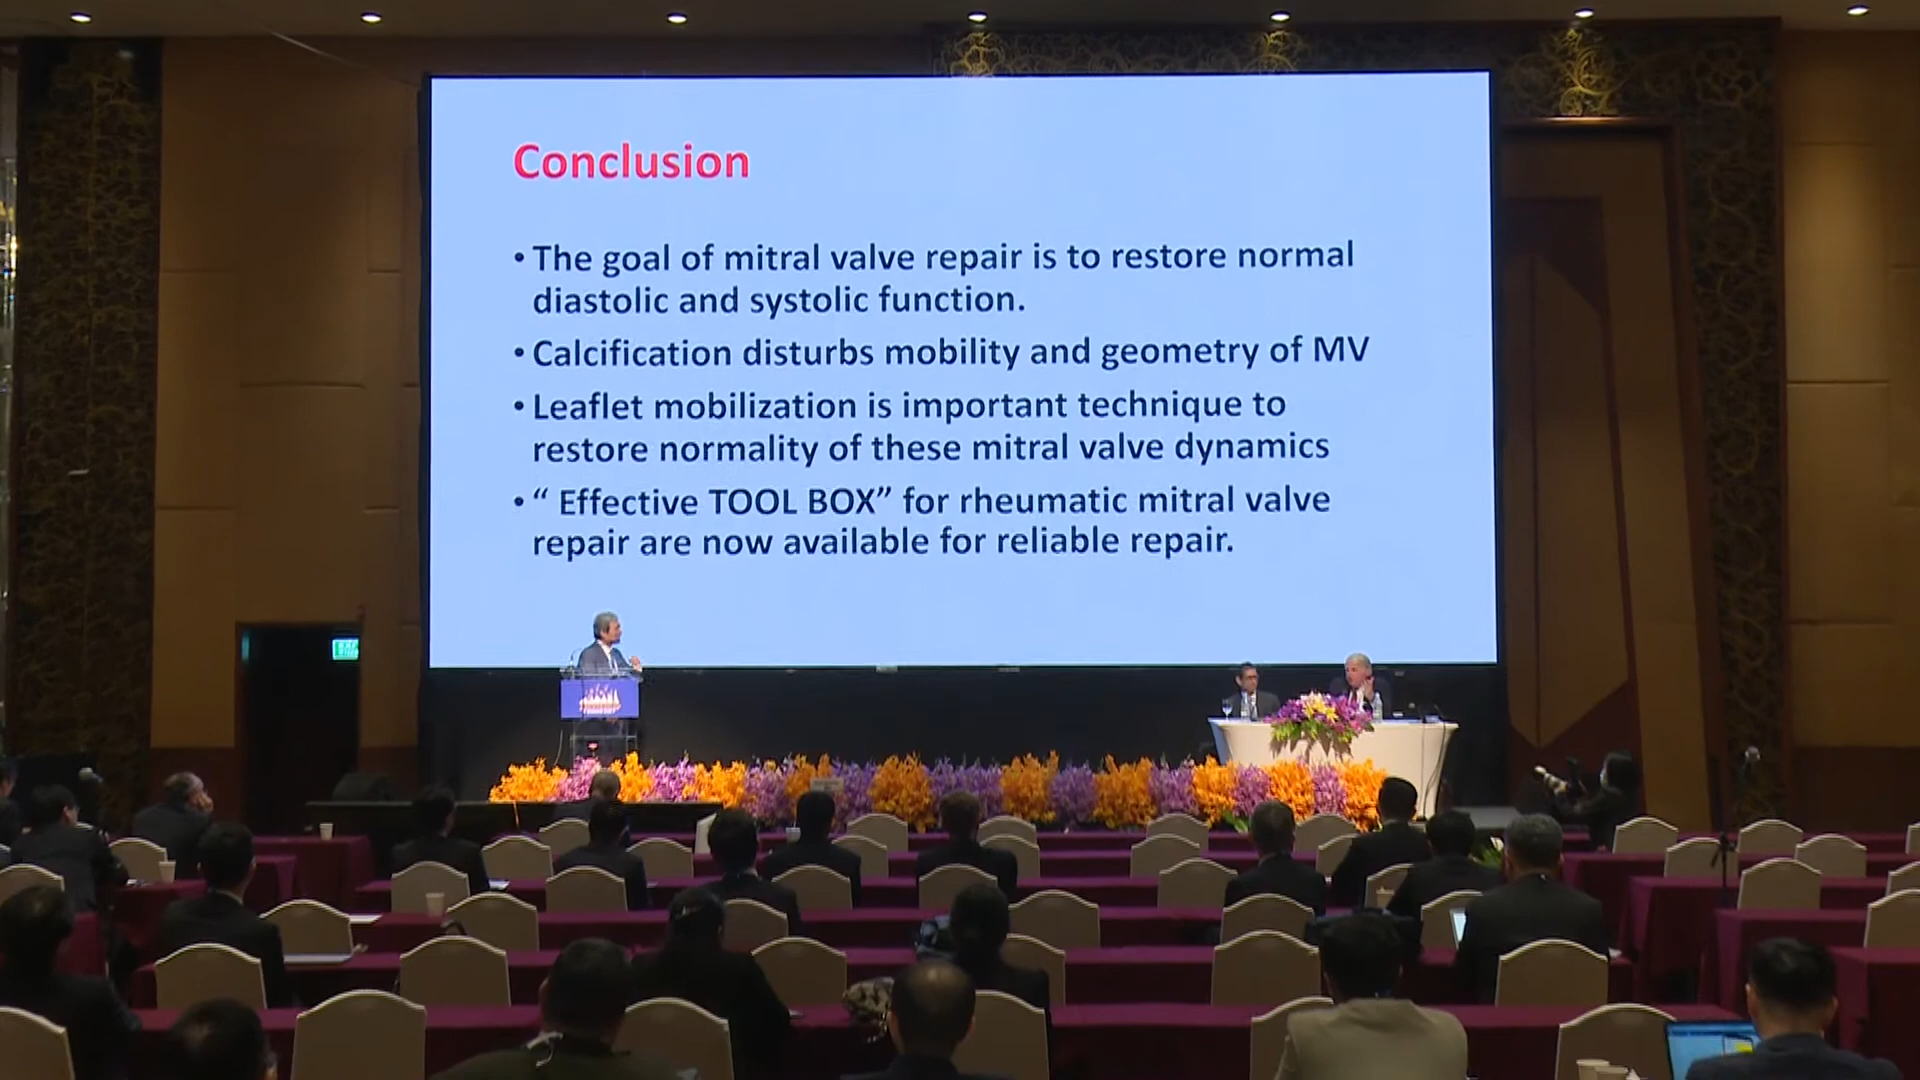 Conclusion
• The goal of mitral valve repair is to restore normal
diastolic and systolic function.
• Calcification disturbs mobility and geometry of MV
• Leaflet mobilization is important technique to
restore normality of these mitral valve dynamics
• “ Effective TOOL BOX” for rheumatic mitral valve
repair are now available for reliable repair.